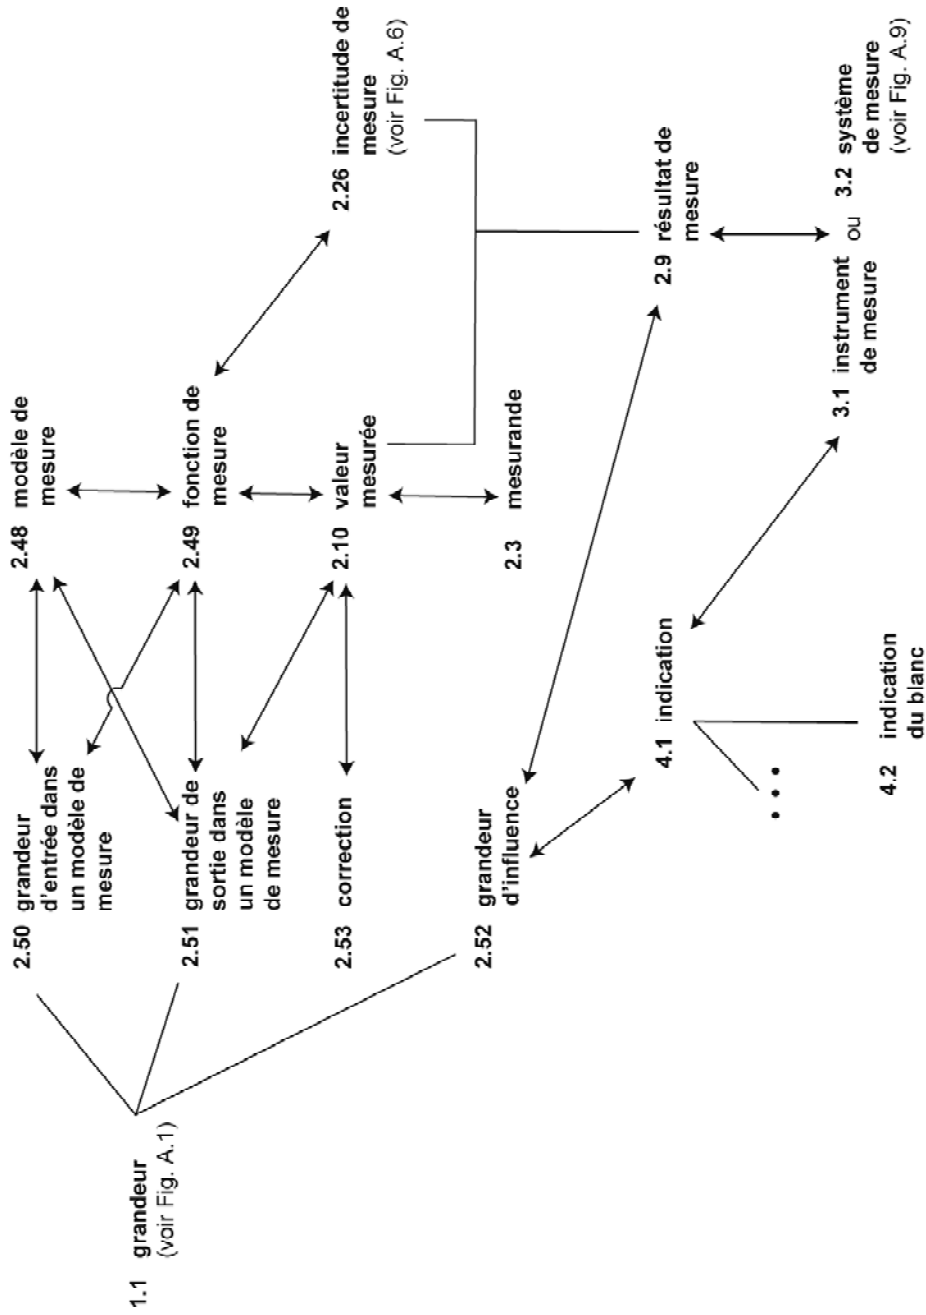 1.1 grandeur
(voir Fig. A.1)
2.50 grandeur
d'entrée dans
un modèle de
mesure
2.51 grandeur de
sortie dans
un modèle
de mesure
2.53 correction
2.52 grandeur
d'influence
2.48 modèle de
mesure
2.49 fonction de
mesure
2.10 valeur
mesurée
2.3 mesurande
2.26 incertitude de
mesure
(voir Fig. A.6)
2.9 résultat de
mesure
4.1 indication
• • •
4.2 indication
du blanc
3.1 instrument
de mesure
ou
3.2 système
de mesure
(voir Fig. A.9)